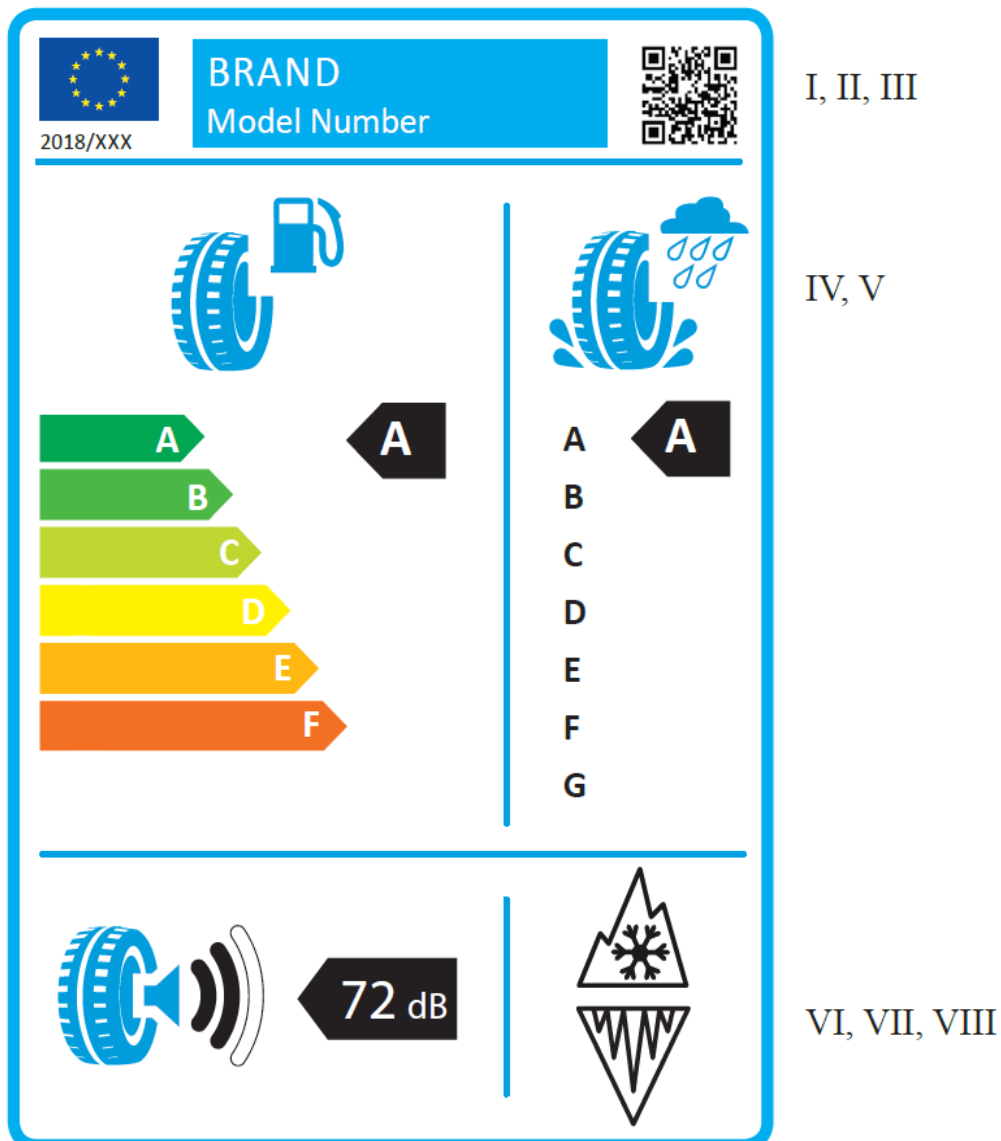 BRAND
Model Number
2018/XXX
I, II, III
IV, V
A
B
C
D
E
F
A
A
B
C
D
E
F
G
A
72 dB
VI, VII, VIII